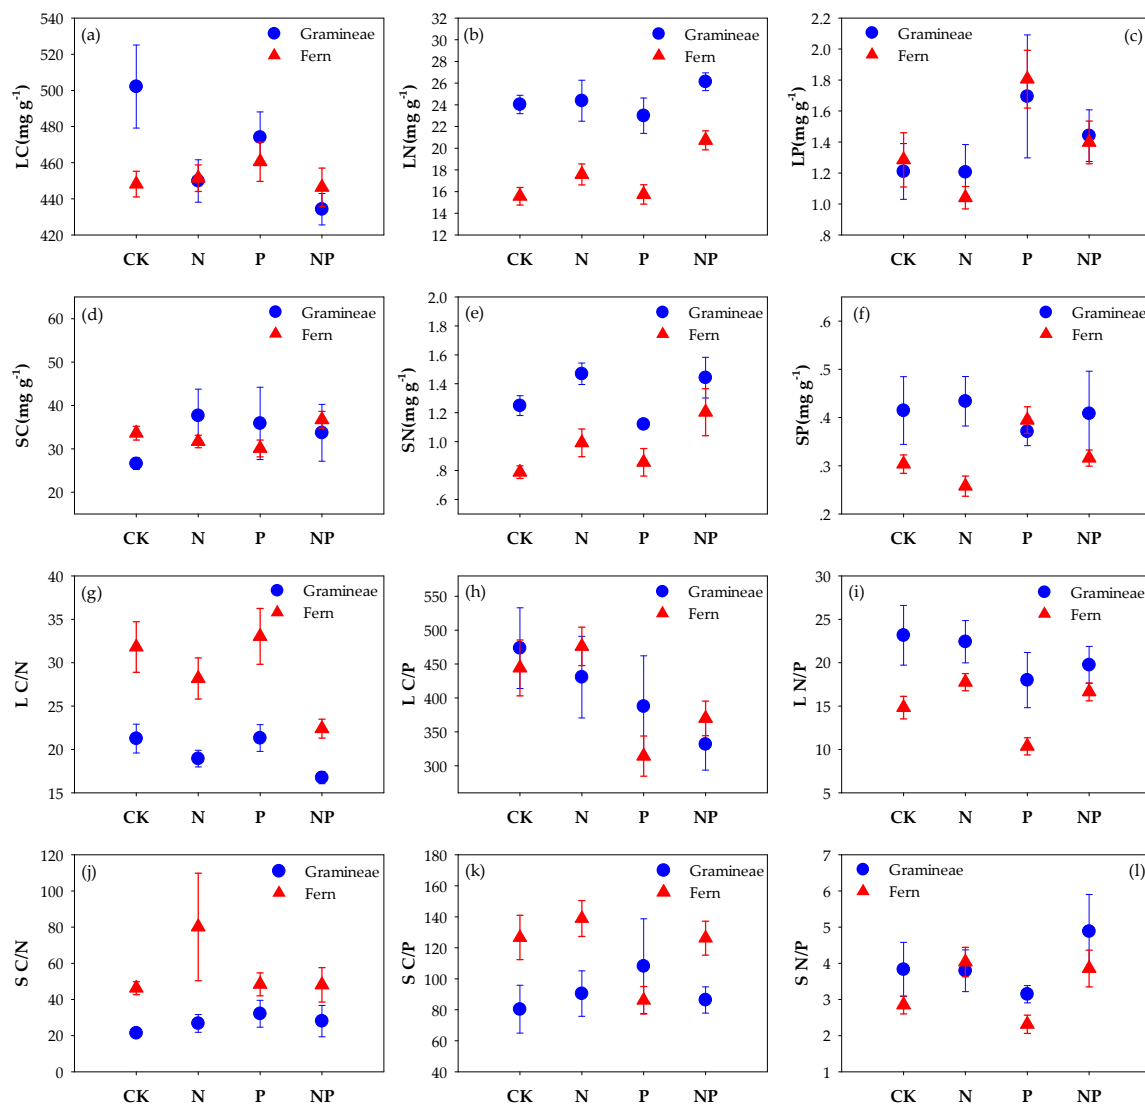 (a)
Gramineae
Fern
LC(mg g-1)
540
520
500
480
460
440
420
CK N P NP
(b)
Gramineae
Fern
LN(mg g-1)
32
30
28
26
24
22
20
18
16
14
12
CK N P NP
(c)
Gramineae
Fern
LP(mg g-1)
2.2
2.0
1.8
1.6
1.4
1.2
1.0
.8
CK N P NP
(d)
Gramineae
Fern
SC(mg g-1)
60
50
40
30
20
CK N P NP
(e)
Gramineae
Fern
SN(mg g-1)
2.0
1.8
1.6
1.4
1.2
1.0
.8
.6
CK N P NP
(f)
Gramineae
Fern
SP(mg g-1)
.6
.5
.4
.3
.2
CK N P NP
(g)
Gramineae
Fern
L C/N
40
35
30
25
20
15
CK N P NP
(h)
Gramineae
Fern
L C/P
550
500
450
400
350
300
CK N P NP
(i)
Gramineae
Fern
L N/P
30
25
20
15
10
5
CK N P NP
(j)
Gramineae
Fern
S C/N
120
100
80
60
40
20
0
CK N P NP
(k)
Gramineae
Fern
S C/P
180
160
140
120
100
80
60
40
CK N P NP
(l)
Gramineae
Fern
S N/P
7
6
5
4
3
2
1
CK N P NP